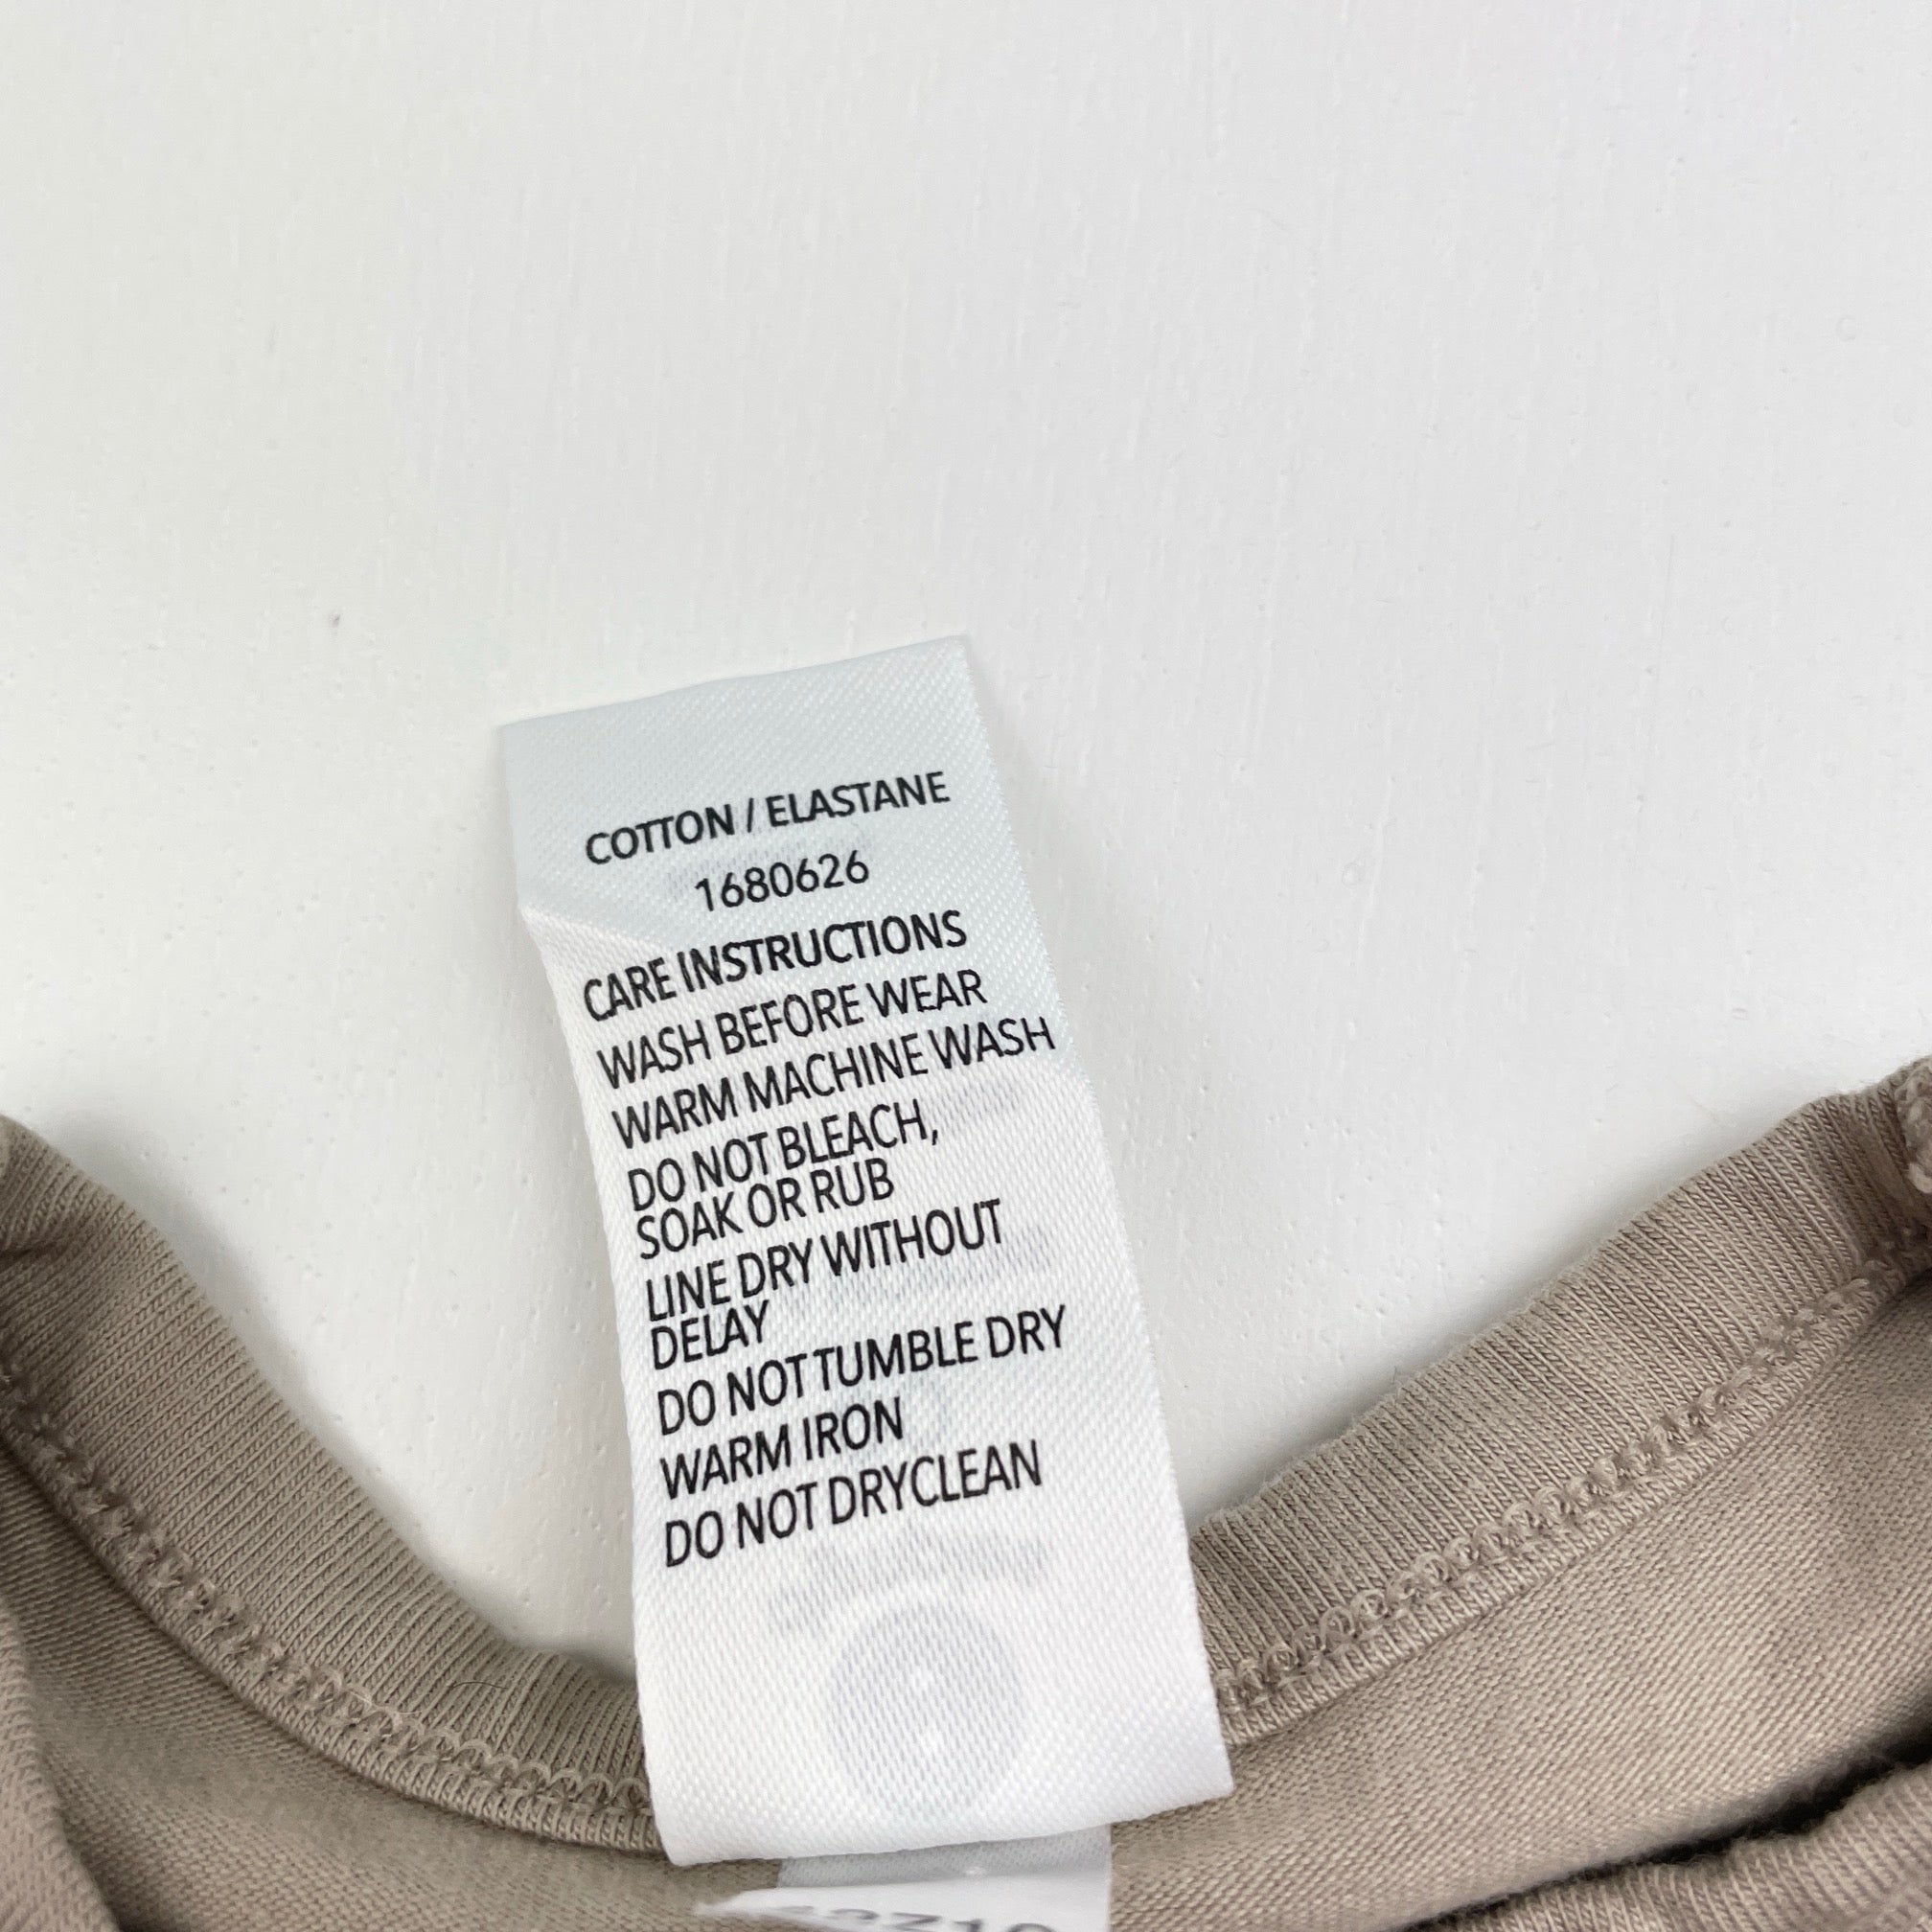 COTTON / ELASTANE
1680626
CARE INSTRUCTIONS
WASH BEFORE WEAR
WARM MACHINE WASH
DO NOT BLEACH,
SOAK OR RUB
LINE DRY WITHOUT
DELAY
DO NOT TUMBLE DRY
WARM IRON
DO NOT DRYCLEAN